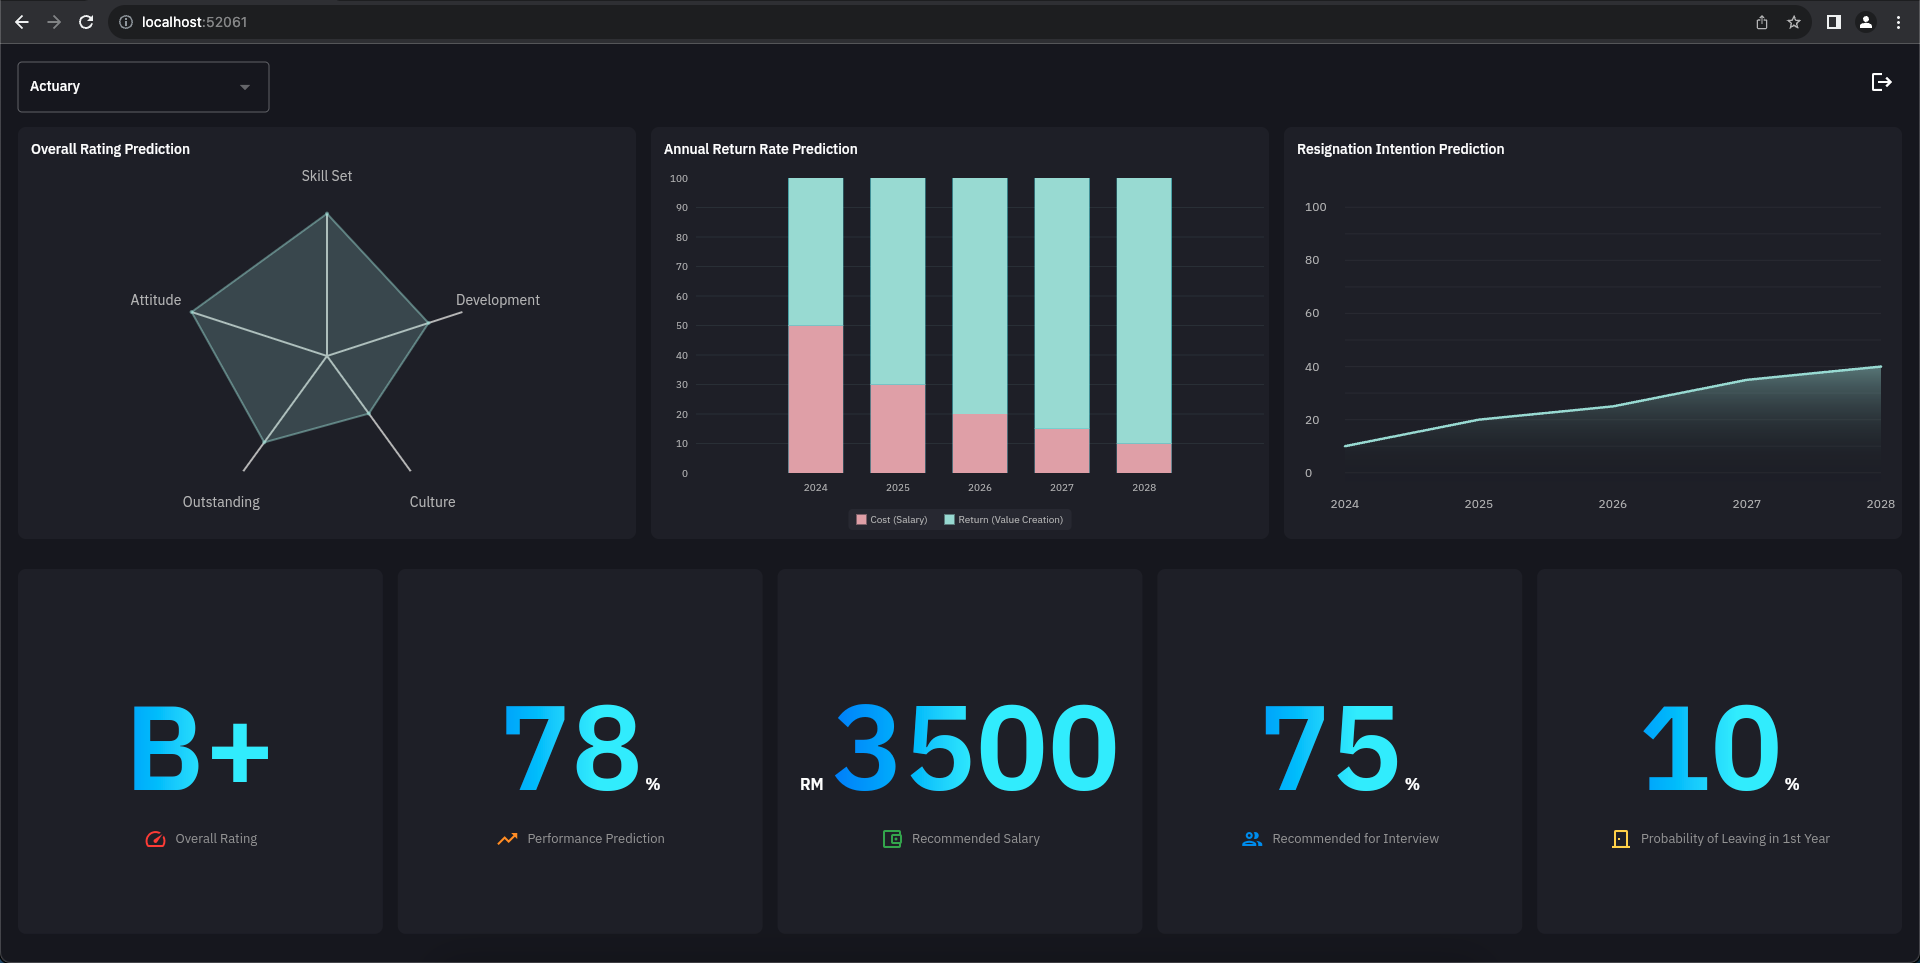 localhost:52061
Actuary
Overall Rating Prediction
Skill Set
Attitude
Development
Outstanding
Culture
Annual Return Rate Prediction
100
90
80
70
60
50
40
30
20
10
0
2024 2025 2026 2027 2028
Cost (Salary) Return (Value Creation)
Resignation Intention Prediction
100
80
60
40
20
0
2024 2025 2026 2027 2028
B+
Overall Rating
78 %
Performance Prediction
RM 3500
Recommended Salary
75 %
Recommended for Interview
10 %
Probability of Leaving in 1st Year